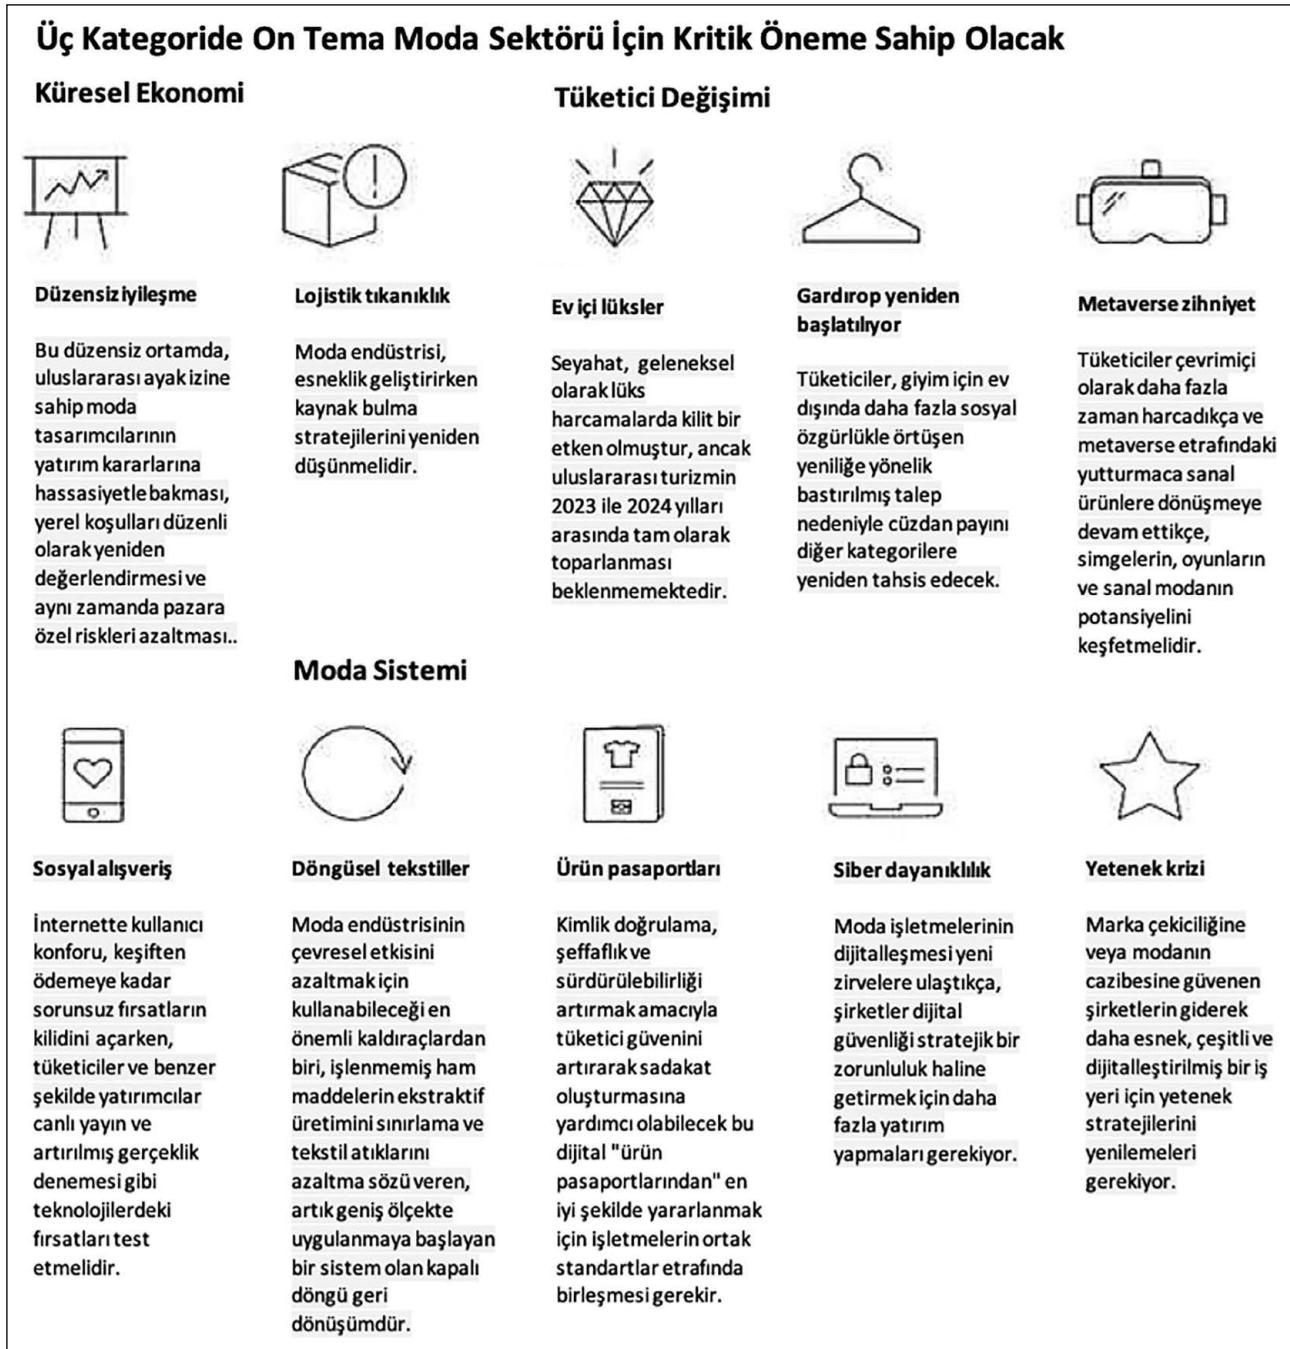 Üç Kategoride On Tema Moda Sektörü İçin Kritik Öneme Sahip Olacak
Küresel Ekonomi
Düzensiz iyileşme
Bu düzensiz ortamda,
uluslararası ayak izine
sahip moda
tasarımcılarının
yatırım kararlarına
hassasiyetle bakması,
yerel koşulları düzenli
olarak yeniden
değerlendirmesi ve
aynı zamanda pazara
özel riskleri azaltması..
Lojistik tıkanıklık
Moda endüstrisi,
esneklik geliştirirken
kaynak bulma
stratejilerini yeniden
düşünmelidir.
Tüketici Değişimi
Ev içi lüksler
Seyahat, geleneksel
olarak lüks
harcamalarda kilit bir
etken olmuştur, ancak
uluslararası turizmin
2023 ile 2024 yılları
arasında tam olarak
toparlanması
beklenmemektedir.
Gardırop yeniden
başlatılıyor
Tüketiciler, giyim için ev
dışında daha fazla sosyal
özgürlükle örtüşen
yeniliğe yönelik
bastırılmış talep
nedeniyle cüzdan payını
diğer kategorilere
yeniden tahsis edecek.
Metaverse zihniyet
Tüketiciler çevrimiçi
olarak daha fazla
zaman harcadıkça ve
metaverse etrafındaki
yutturmaca sanal
ürünlere dönüşmeye
devam ettikçe,
simgelerin, oyunların
ve sanal modanın
potansiyelini
keşfetmelidir.
Moda Sistemi
Sosyal alışveriş
İnternette kullanıcı
konforu, keşiften
ödemeye kadar
sorunsuz fırsatların
kilidini açarken,
tüketiciler ve benzer
şekilde yatırımcılar
canlı yayın ve
artırılmış gerçeklik
denemesi gibi
teknolojilerdeki
fırsatları test
etmelidir.
Döngüsel tekstiller
Moda endüstrisinin
çevresel etkisini
azaltmak için
kullanabileceği en
önemli kaldıraçlardan
biri, işlenmemiş ham
maddelerin ekstraktif
üretimini sınırlama ve
tekstil atıklarını
azaltma sözü veren,
artık geniş ölçekte
uygulanmaya başlayan
bir sistem olan kapalı
döngü geri
dönüşümdür.
Ürün pasaportları
Kimlik doğrulama,
şeffaflık ve
sürdürülebilirliği
artırmak amacıyla
tüketici güvenini
artırarak sadakat
oluşturmasına
yardımcı olabilecek bu
dijital "ürün
pasaportlarından" en
iyi şekilde yararlanmak
için işletmelerin ortak
standartlar etrafında
birleşmesi gerekir.
Siber dayanıklılık
Moda işletmelerinin
dijitalleşmesi yeni
zirvelere ulaştıkça,
şirketler dijital
güvenliği stratejik bir
zorunluluk haline
getirmek için daha
fazla yatırım
yapmaları gerekiyor.
Yetenek krizi
Marka çekiciliğine
veya modanın
cazibesine güvenen
şirketlerin giderek
daha esnek, çeşitli ve
dijitalleştirilmiş bir iş
yeri için yetenek
stratejilerini
yenilemeleri
gerekiyor.